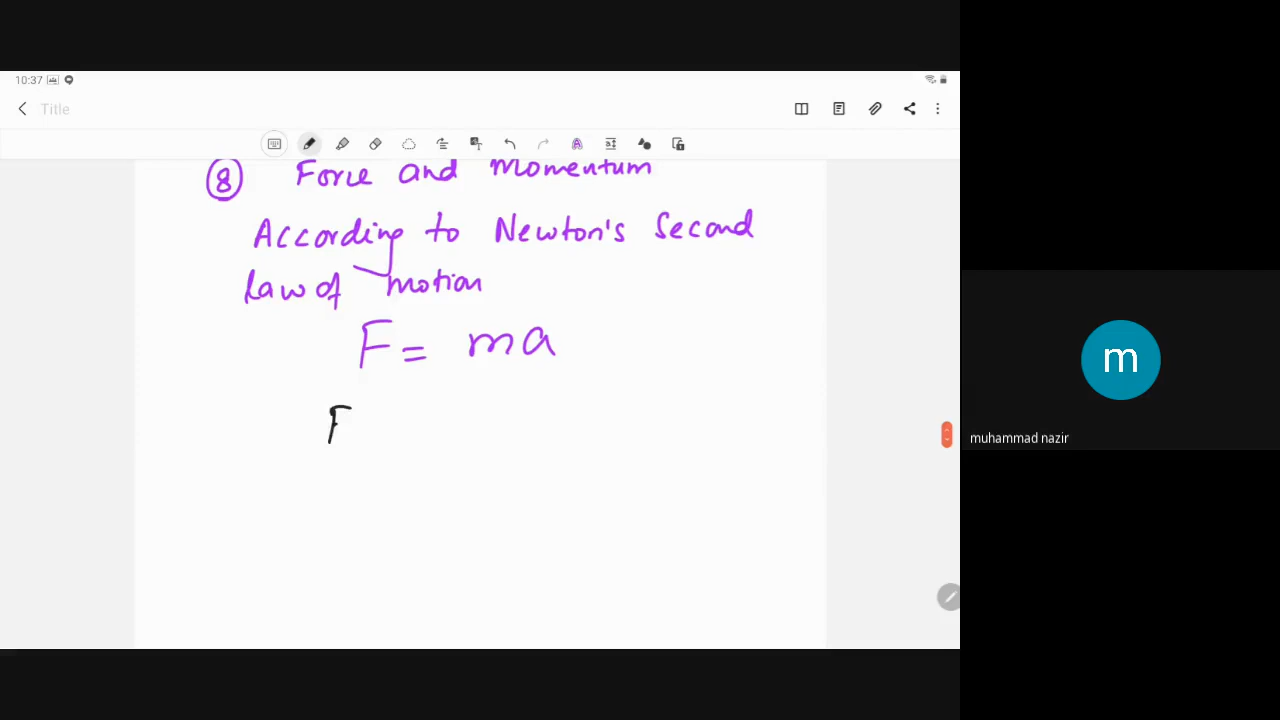 10:37
Title
8 Force and Momentum
According to Newton's Second
law of motion
F = ma
F
m
muhammad nazir